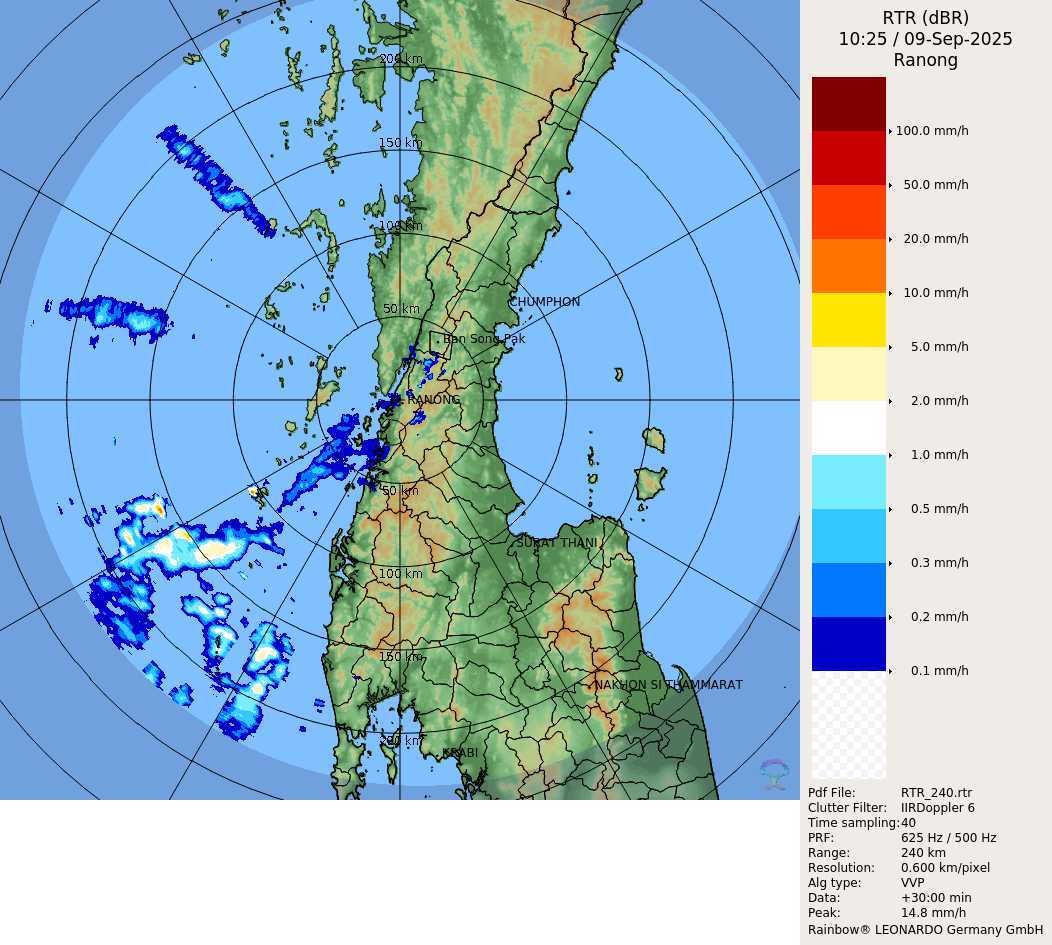 RTR (dBR)
10:25 / 09-Sep-2025
Ranong
200 km
150 km
100 km
50 km
CHUMPHON
Ban Song Pak
RANONG
50 km
SURAT THANI
100 km
150 km
NAKHON SI THAMMARAT
200 km
KRABI
100.0 mm/h
50.0 mm/h
20.0 mm/h
10.0 mm/h
5.0 mm/h
2.0 mm/h
1.0 mm/h
0.5 mm/h
0.3 mm/h
0.2 mm/h
0.1 mm/h
Pdf File: RTR_240.rtr
Clutter Filter: IIRDoppler 6
Time sampling:40
PRF: 625 Hz / 500 Hz
Range: 240 km
Resolution: 0.600 km/pixel
Alg type: VVP
Data: +30:00 min
Peak: 14.8 mm/h
Rainbow® LEONARDO Germany GmbH